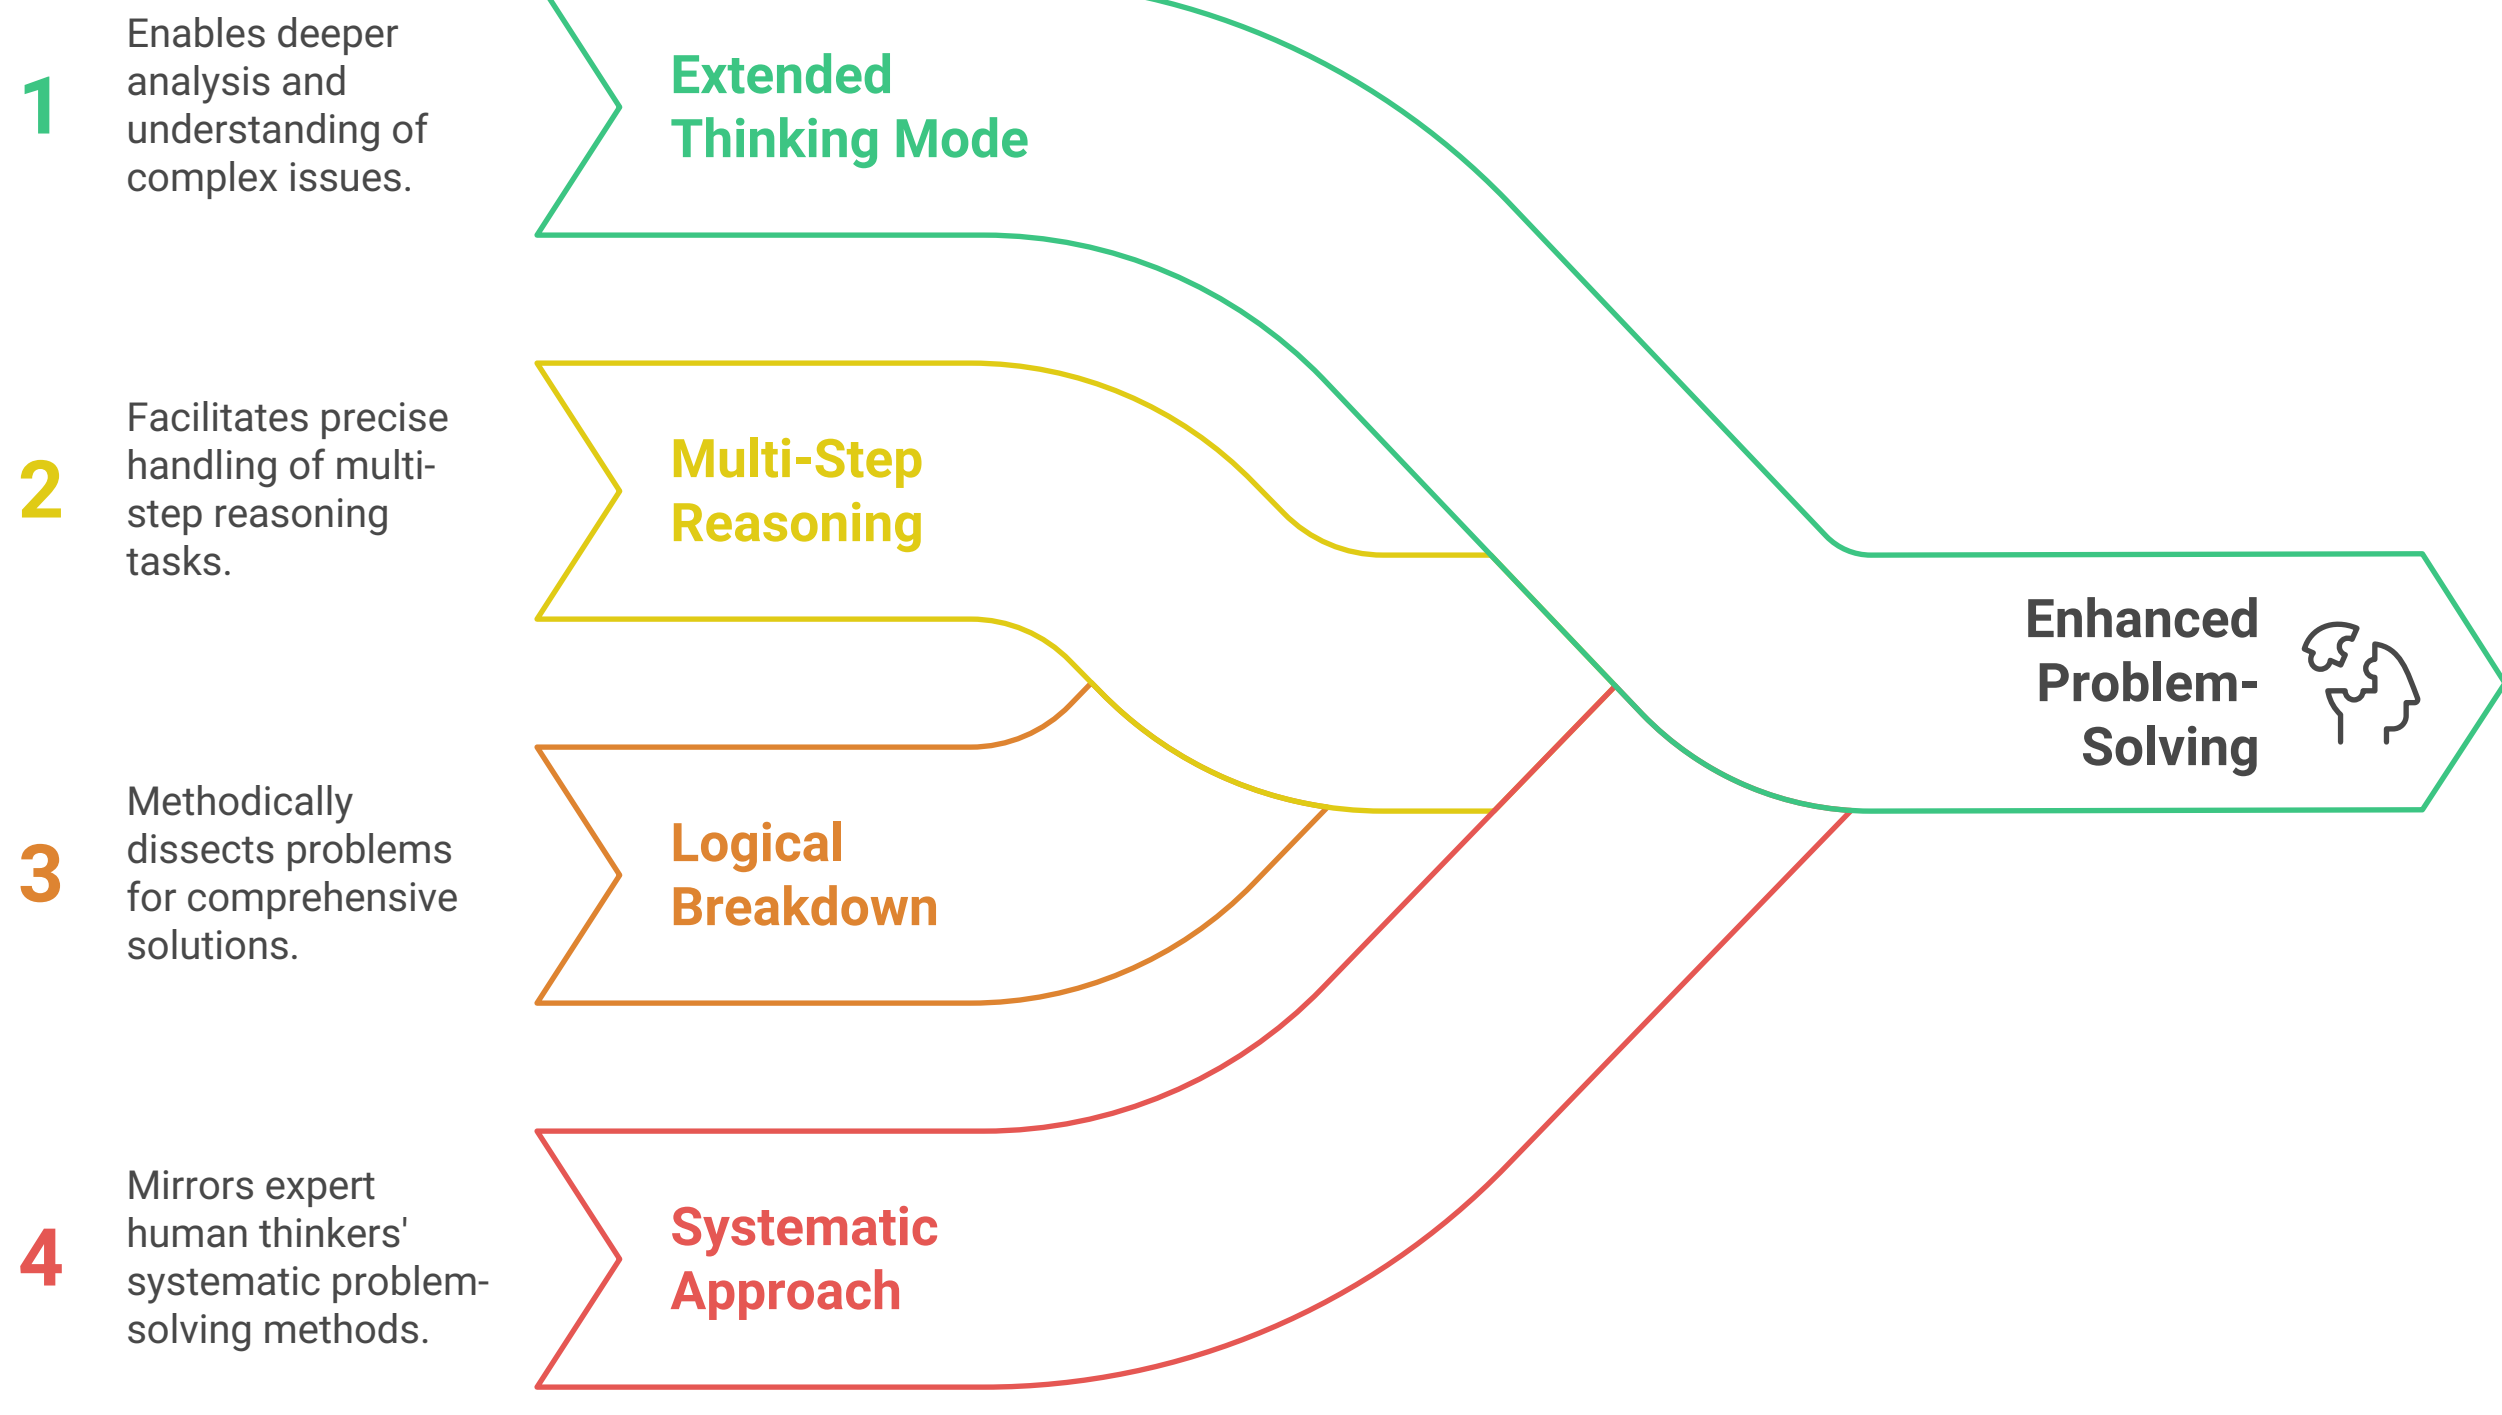 1
Enables deeper
analysis and
understanding of
complex issues.
Extended
Thinking Mode
2
Facilitates precise
handling of multi-
step reasoning
tasks.
Multi-Step
Reasoning
3
Methodically
dissects problems
for comprehensive
solutions.
Logical
Breakdown
4
Mirrors expert
human thinkers'
systematic problem-
solving methods.
Systematic
Approach
Enhanced
Problem-
Solving